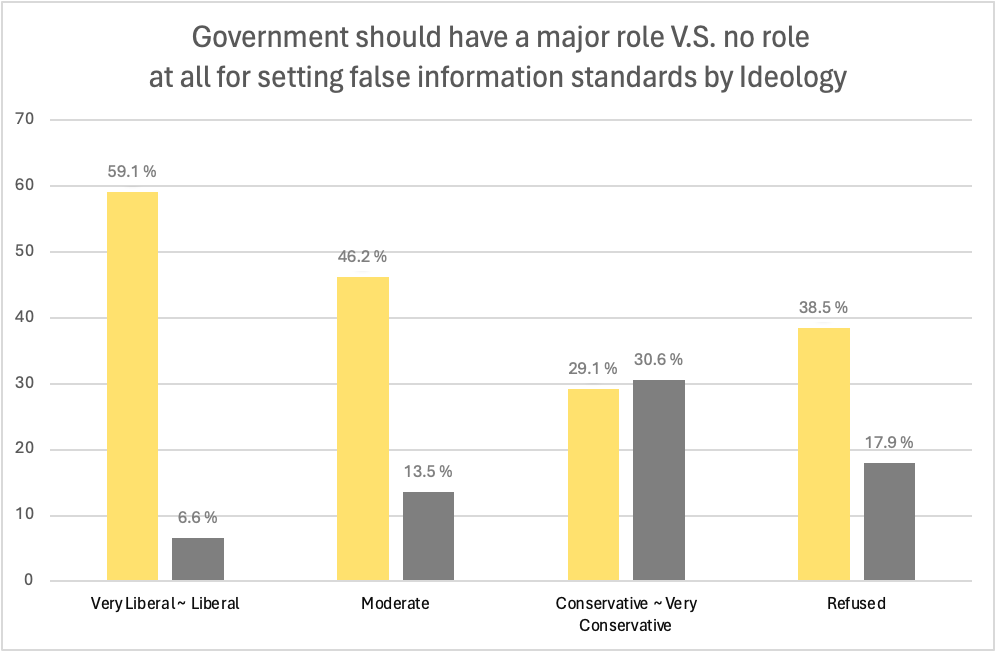 Government should have a major role V.S. no role
at all for setting false information standards by Ideology
70
60
50
40
30
20
10
0
59.1 %
6.6 %
46.2 %
13.5 %
29.1 %
30.6 %
38.5 %
17.9 %
Very Liberal ~ Liberal
Moderate
Conservative ~ Very
Conservative
Refused